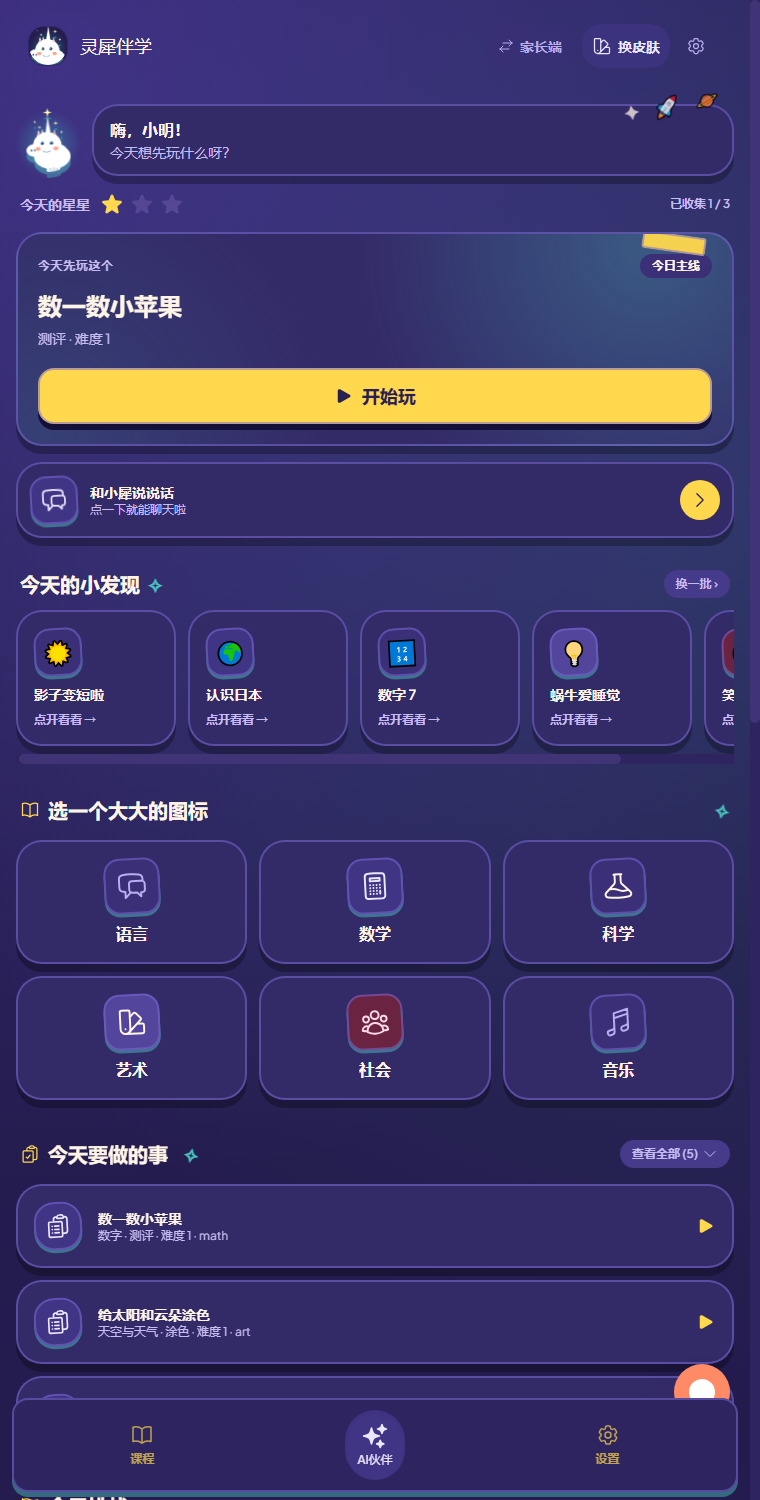 灵犀伴学
家长端
换皮肤
嗨，小明！
今天想先玩什么呀？
今天的星星
已收集 1 / 3
今天先玩这个
今日主线
数一数小苹果
测评 · 难度 1
开始玩
和小犀说说话
点一下就能聊天啦
今天的小发现
换一批 ›
影子变短啦
点开看看 →
认识日本
点开看看 →
1 2
3 4
数字 7
点开看看 →
蜗牛爱睡觉
点开看看 →
笑
点
选一个大大的图标
语言
数学
科学
艺术
社会
音乐
今天要做的事
查看全部 (5)
数一数小苹果
数字 · 测评 · 难度 1 · math
给太阳和云朵涂色
天空与天气 · 涂色 · 难度 1 · art
课程
AI伙伴
设置